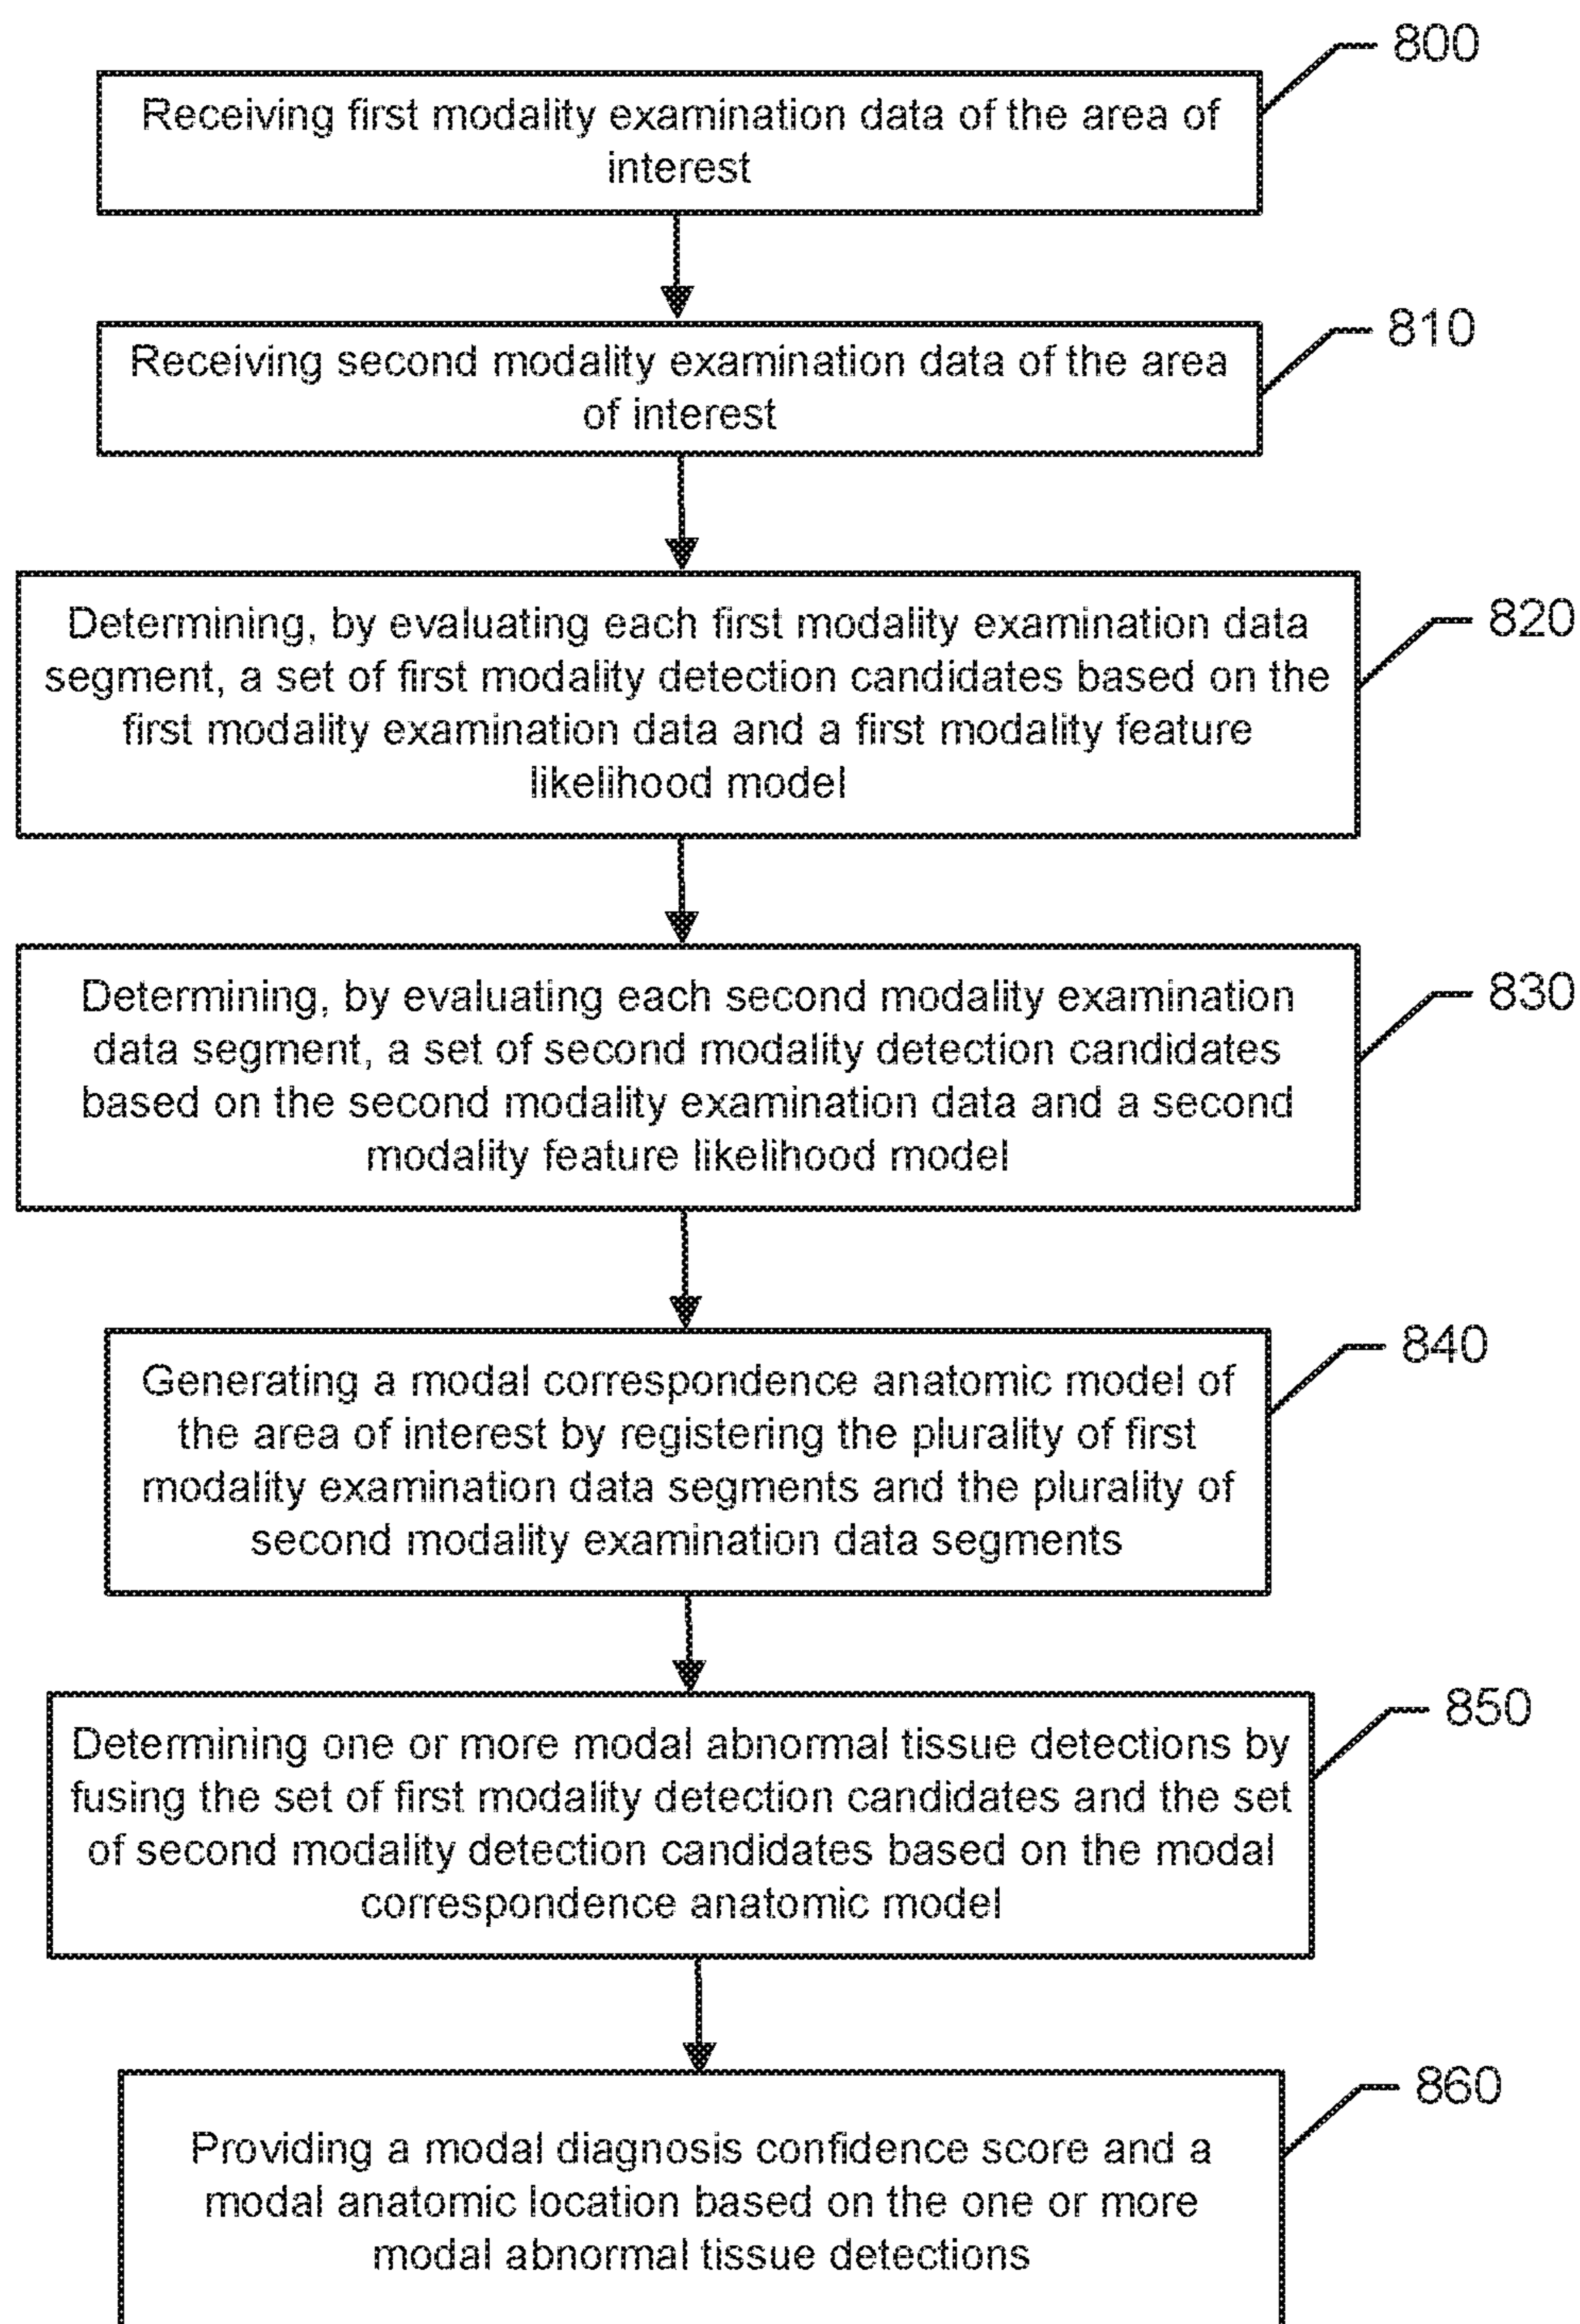 800
Receiving first modality examination data of the area of
interest
810
Receiving second modality examination data of the area
of interest
820
Determining, by evaluating each first modality examination data
segment, a set of first modality detection candidates based on the
first modality examination data and a first modality feature
likelihood model
830
Determining, by evaluating each second modality examination
data segment, a set of second modality detection candidates
based on the second modality examination data and a second
modality feature likelihood model
840
Generating a modal correspondence anatomic model of
the area of interest by registering the plurality of first
modality examination data segments and the plurality of
second modality examination data segments
850
Determining one or more modal abnormal tissue detections by
fusing the set of first modality detection candidates and the set
of second modality detection candidates based on the modal
correspondence anatomic model
860
Providing a modal diagnosis confidence score and a
modal anatomic location based on the one or more
modal abnormal tissue detections